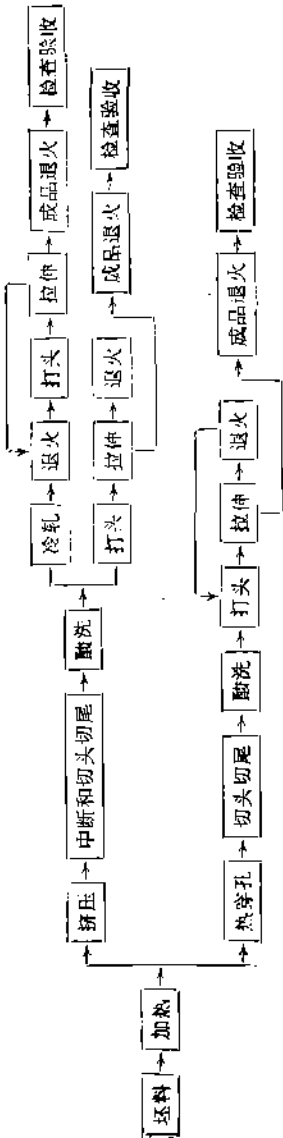 坯料
加热
挤压
中断和切头切尾
酸洗
冷轧
退火
打头
拉伸
成品退火
检查验收
打头
拉伸
退火
成品退火
检查验收
热穿孔
切头切尾
酸洗
打头
拉伸
退火
成品退火
检查验收